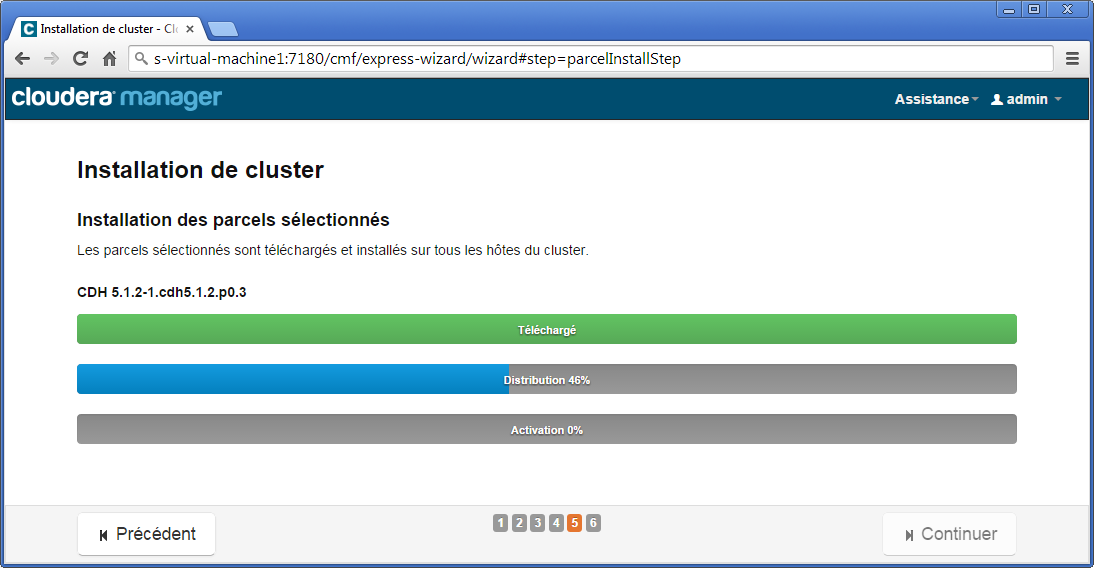 Installation de cluster - Clo
s-virtual-machine1:7180/cmf/express-wizard/wizard#step=parcelInstallStep
cloudera manager
Assistance
admin
Installation de cluster
Installation des parcels sélectionnés
Les parcels sélectionnés sont téléchargés et installés sur tous les hôtes du cluster.
CDH 5.1.2-1.cdh5.1.2.p0.3
Téléchargé
Distribution 46%
Activation 0%
Précédent
1 2 3 4 5 6
Continuer